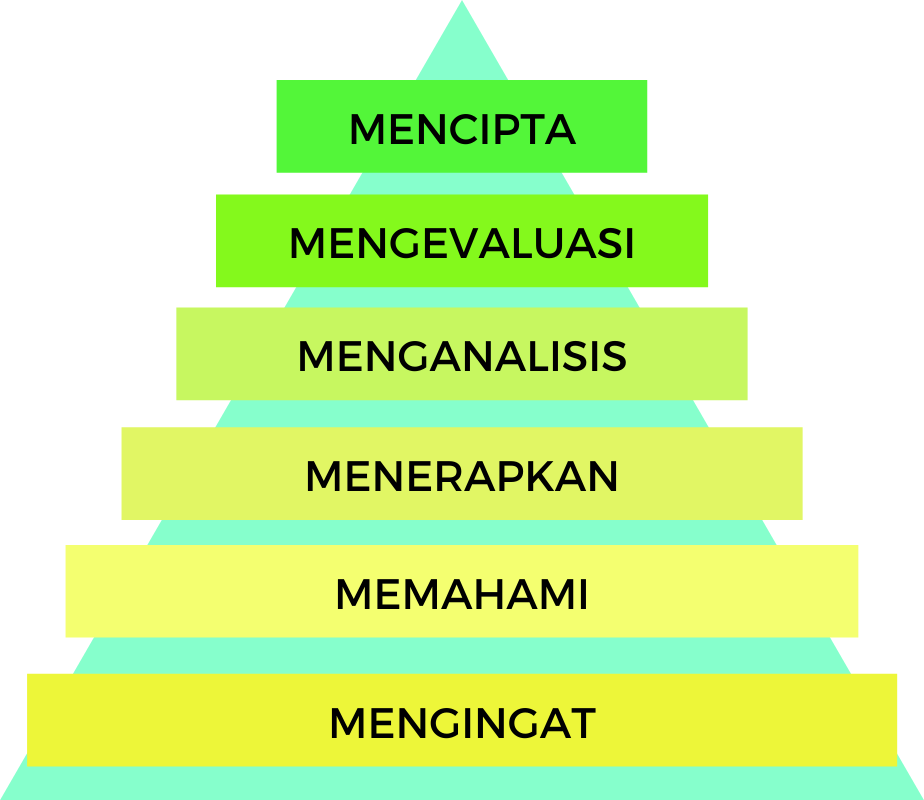 MENCIPTA
MENGEVALUASI
MENGANALISIS
MENERAPKAN
MEMAHAMI
MENGINGAT